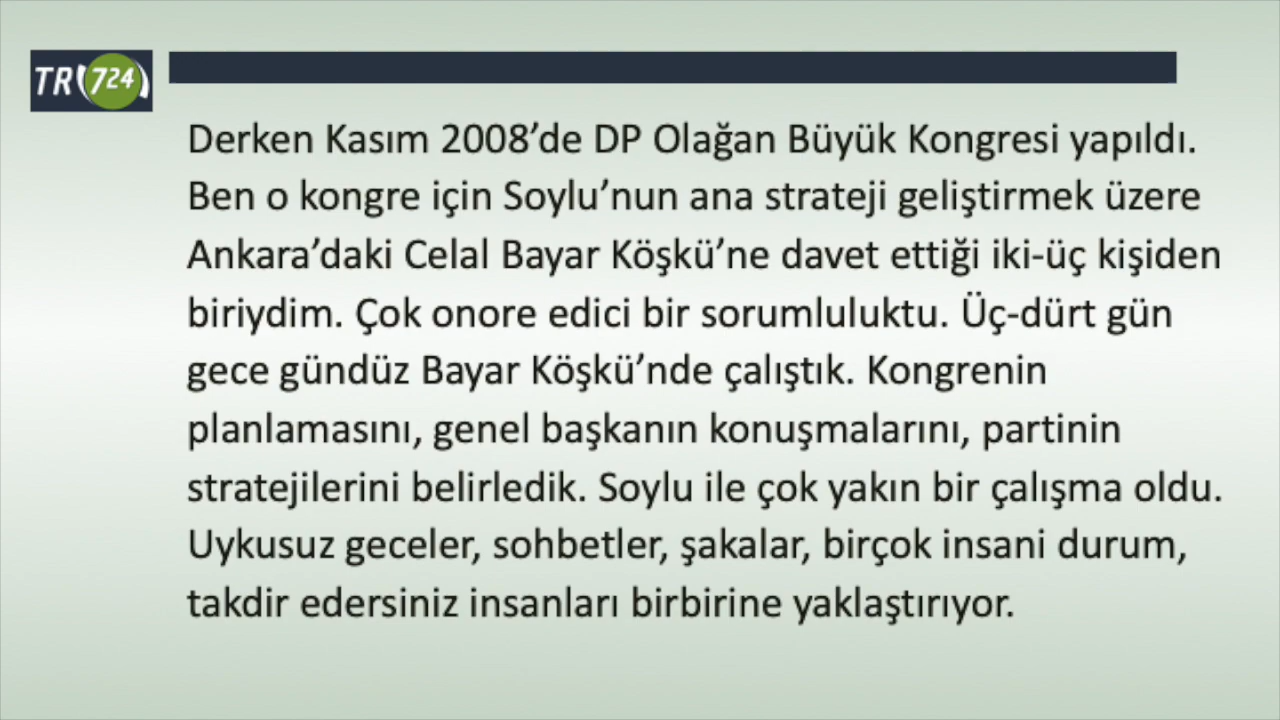 TR724
Derken Kasım 2008’de DP Olağan Büyük Kongresi yapıldı.
Ben o kongre için Soylu’nun ana strateji geliştirmek üzere
Ankara’daki Celal Bayar Köşkü’ne davet ettiği iki-üç kişiden
biriydim. Çok onore edici bir sorumluluktu. Üç-dürt gün
gece gündüz Bayar Köşkü’nde çalıştık. Kongrenin
planlamasını, genel başkanın konuşmalarını, partinin
stratejilerini belirledik. Soylu ile çok yakın bir çalışma oldu.
Uykusuz geceler, sohbetler, şakalar, birçok insani durum,
takdir edersiniz insanları birbirine yaklaştırıyor.